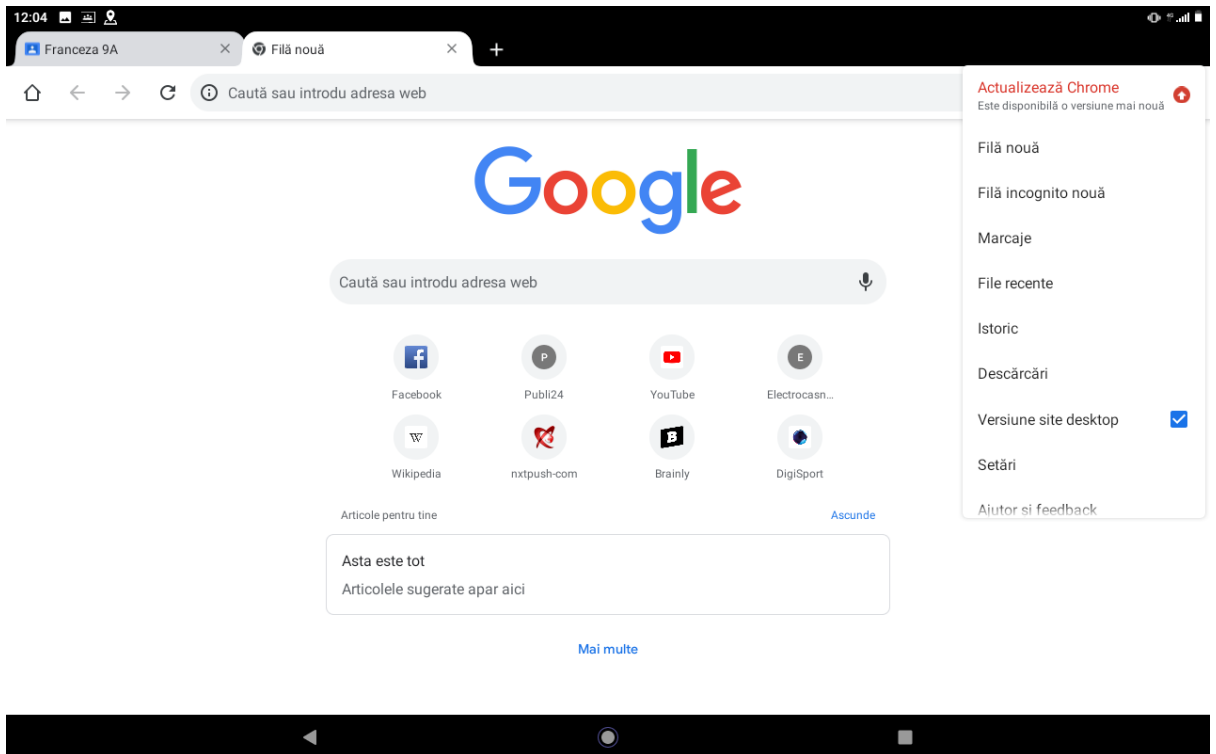 12:04
Franceza 9A
Filă nouă
Caută sau introdu adresa web
Actualizează Chrome
Este disponibilă o versiune mai nouă
Filă nouă
Filă incognito nouă
Marcaje
File recente
Istoric
Descărcări
Versiune site desktop
Setări
Ajutor si feedback
Google
Caută sau introdu adresa web
P
E
Facebook
Publi24
YouTube
Electrocasn...
W
B
Wikipedia
nxtpush-com
Brainly
DigiSport
Articole pentru tine
Ascunde
Asta este tot
Articolele sugerate apar aici
Mai multe